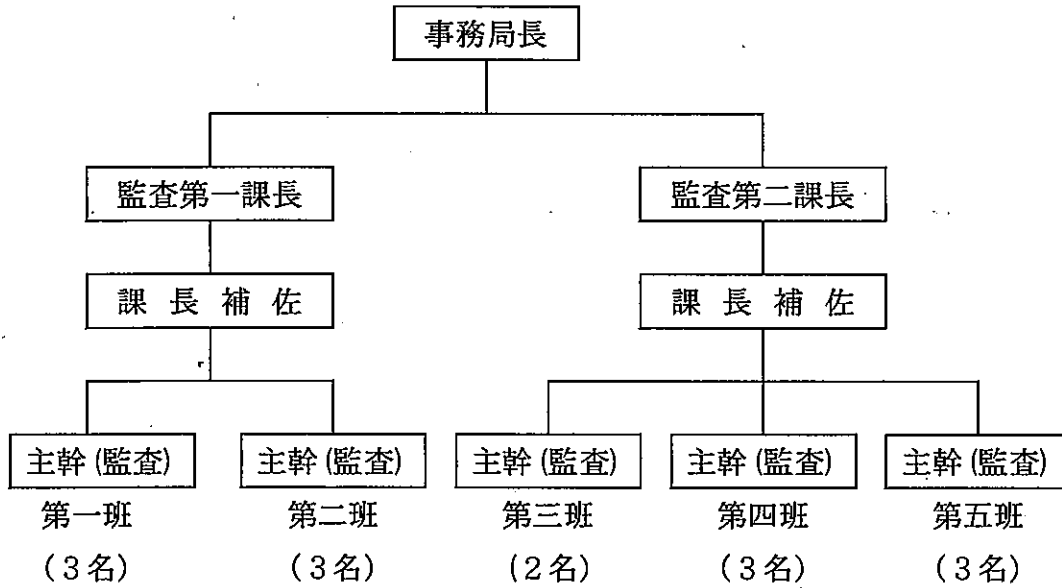 事務局長
監査第一課長 監査第二課長
課長補佐 課長補佐
主幹(監査) 主幹(監査) 主幹(監査) 主幹(監査) 主幹(監査)
第一班 第二班 第三班 第四班 第五班
(3名) (3名) (2名) (3名) (3名)